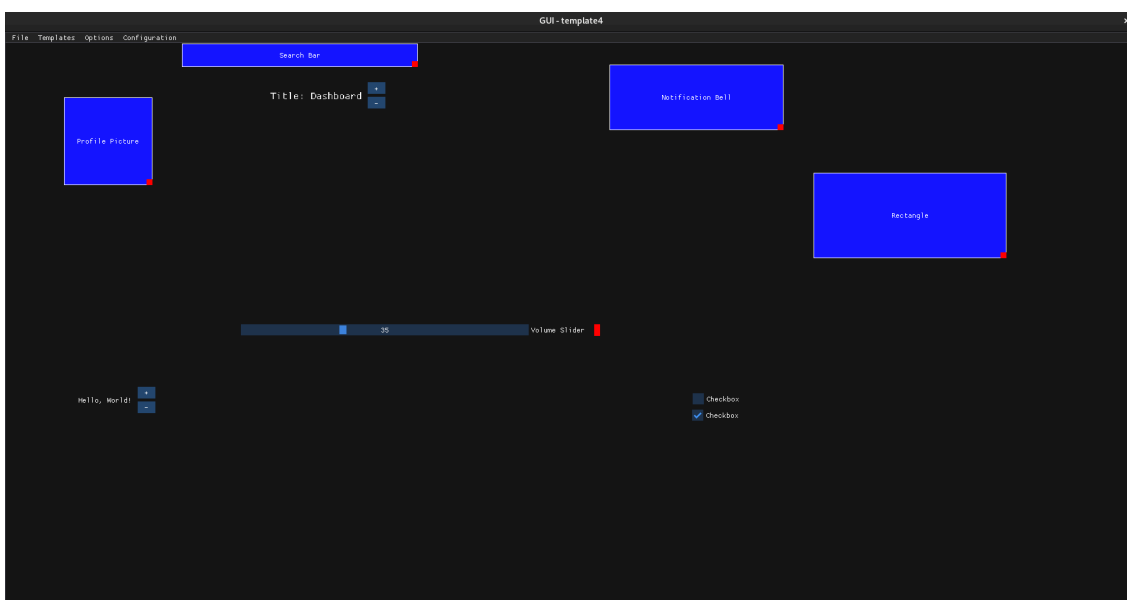 GUI - template4
x
File Templates Options Configuration
Search Bar
Title: Dashboard
+
-
Notification Bell
Profile Picture
Rectangle
35
Volume Slider
Hello, World!
+
-
Checkbox
Checkbox